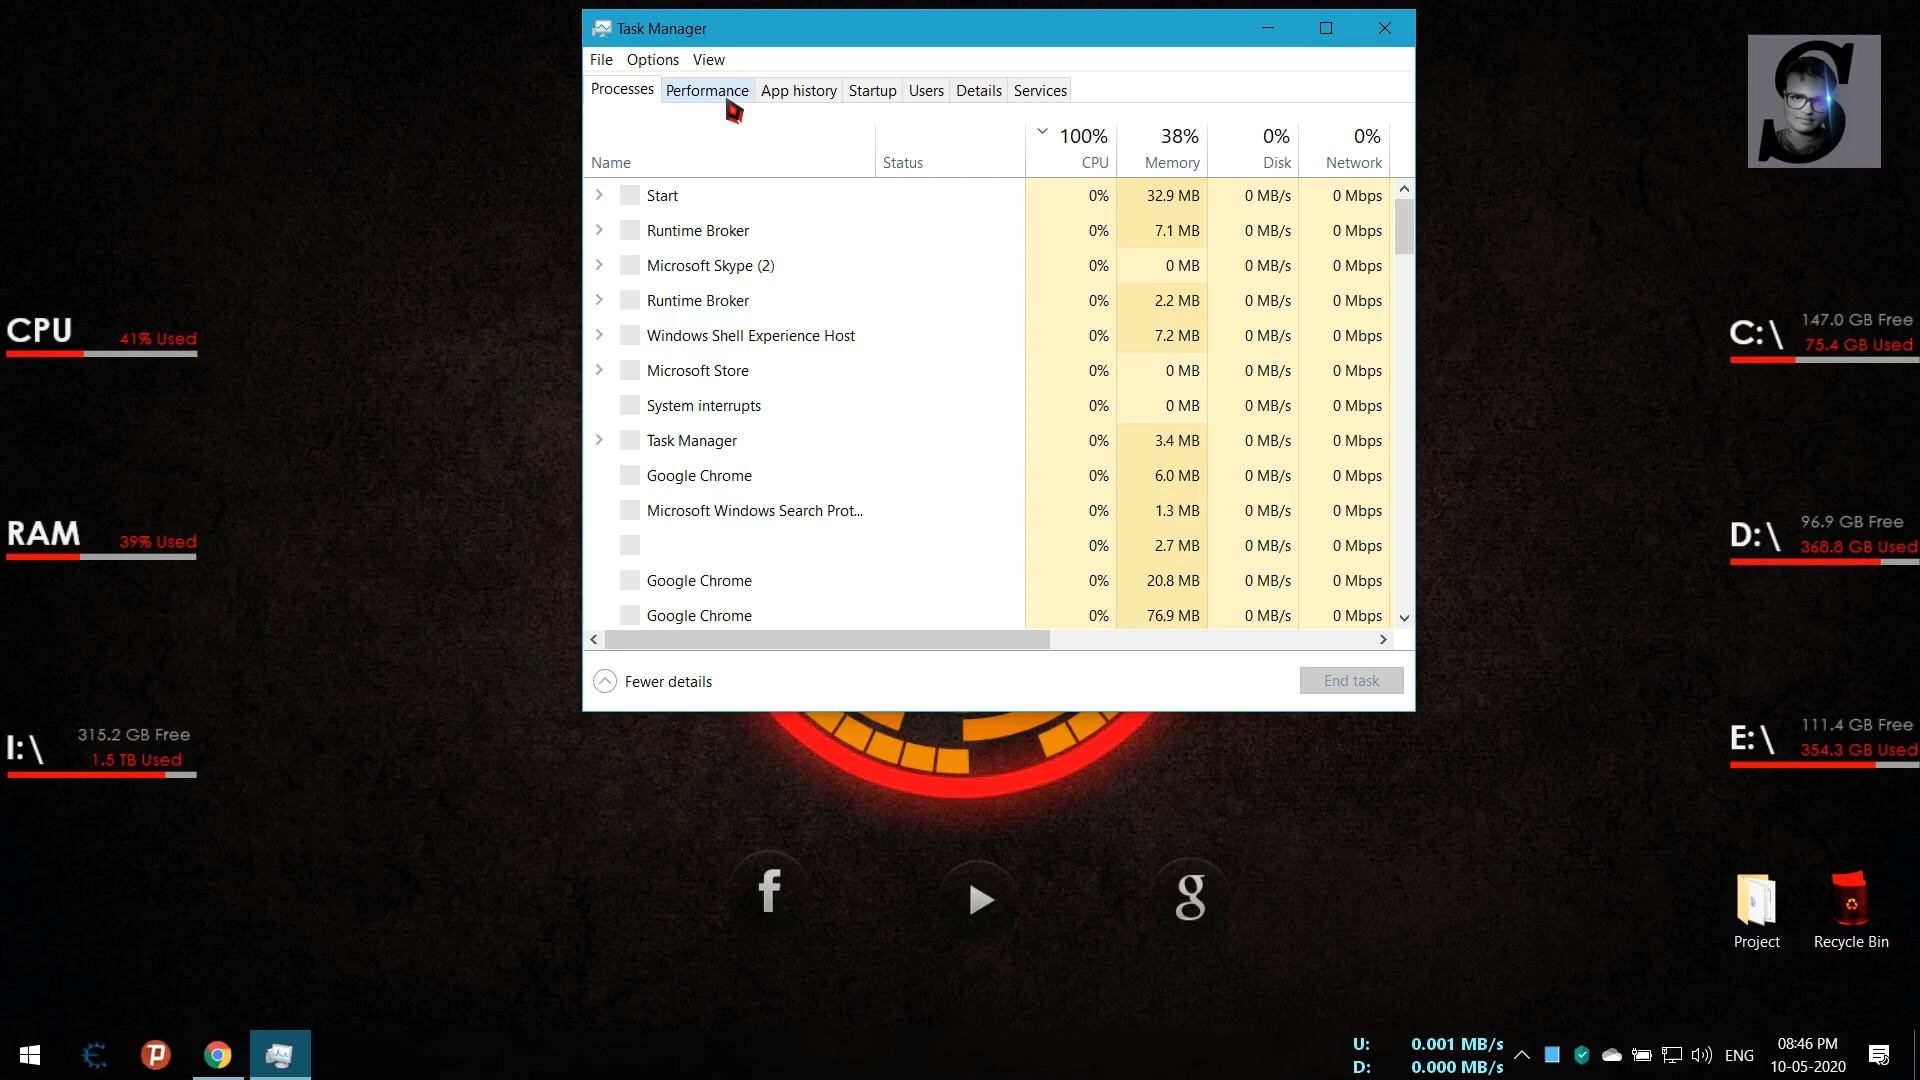 Task Manager
File Options View
Processes Performance App history Startup Users Details Services
100% 38% 0% 0%
Name Status CPU Memory Disk Network
Start 0% 32.9 MB 0 MB/s 0 Mbps
Runtime Broker 0% 7.1 MB 0 MB/s 0 Mbps
Microsoft Skype (2) 0% 0 MB 0 MB/s 0 Mbps
Runtime Broker 0% 2.2 MB 0 MB/s 0 Mbps
Windows Shell Experience Host 0% 7.2 MB 0 MB/s 0 Mbps
Microsoft Store 0% 0 MB 0 MB/s 0 Mbps
System interrupts 0% 0 MB 0 MB/s 0 Mbps
Task Manager 0% 3.4 MB 0 MB/s 0 Mbps
Google Chrome 0% 6.0 MB 0 MB/s 0 Mbps
Microsoft Windows Search Prot... 0% 1.3 MB 0 MB/s 0 Mbps
0% 2.7 MB 0 MB/s 0 Mbps
Google Chrome 0% 20.8 MB 0 MB/s 0 Mbps
Google Chrome 0% 76.9 MB 0 MB/s 0 Mbps
Fewer details End task
CPU 41% Used
RAM 39% Used
I:\ 315.2 GB Free
1.5 TB Used
S
C:\ 147.0 GB Free
75.4 GB Used
D:\ 96.9 GB Free
368.8 GB Used
E:\ 111.4 GB Free
354.3 GB Used
f g
Project Recycle Bin
U: 0.001 MB/s
D: 0.000 MB/s
ENG
08:46 PM
10-05-2020